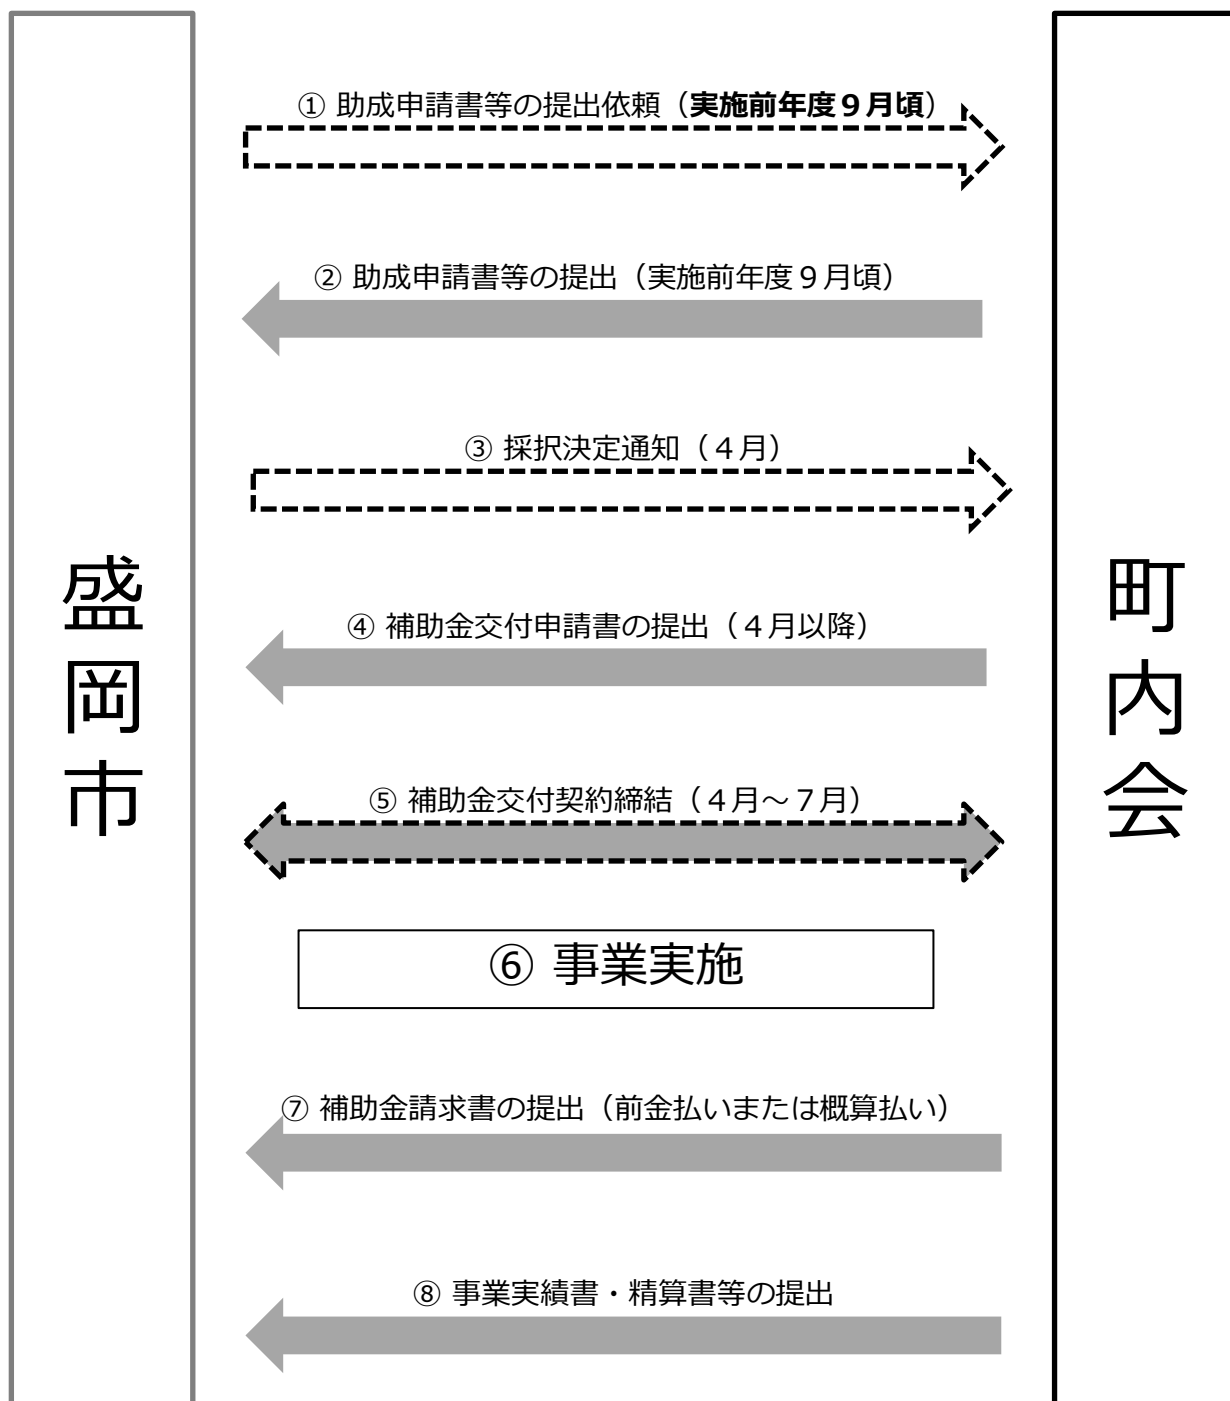 ① 助成申請書等の提出依頼（実施前年度９月頃）
② 助成申請書等の提出（実施前年度９月頃）
③ 採択決定通知（４月）
盛岡市
町内会
④ 補助金交付申請書の提出（４月以降）
⑤ 補助金交付契約締結（４月～７月）
⑥ 事業実施
⑦ 補助金請求書の提出（前金払いまたは概算払い）
⑧ 事業実績書・精算書等の提出